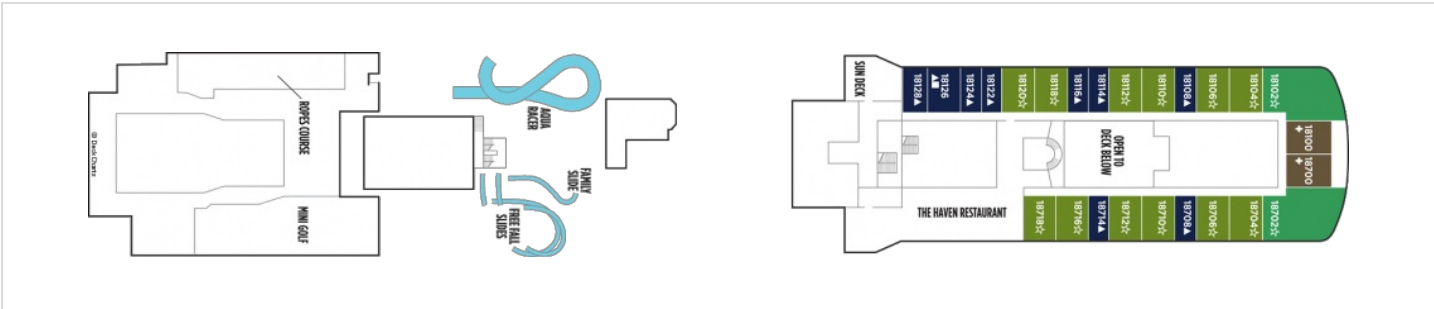 © Deck Charts
ROPES COURSE
MINI GOLF
AQUA
RACER
FAMILY
SLIDE
FREE FALL
SLIDES
SUN DECK
18128▲
18126
▲■
18124▲
18122▲
18120☆
18118☆
18116▲
18114▲
18112☆
18110☆
18108▲
18106☆
18104☆
18102☆
OPEN TO
DECK BELOW
18100
✚
18700
✚
THE HAVEN RESTAURANT
18718☆
18716☆
18714▲
18712☆
18710☆
18708▲
18706☆
18704☆
18702☆